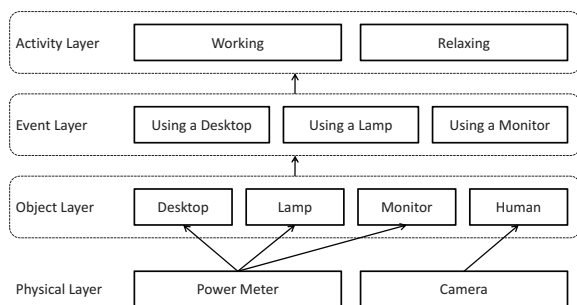 Activity Layer
Working
Relaxing
Event Layer
Using a Desktop
Using a Lamp
Using a Monitor
Object Layer
Desktop
Lamp
Monitor
Human
Physical Layer
Power Meter
Camera